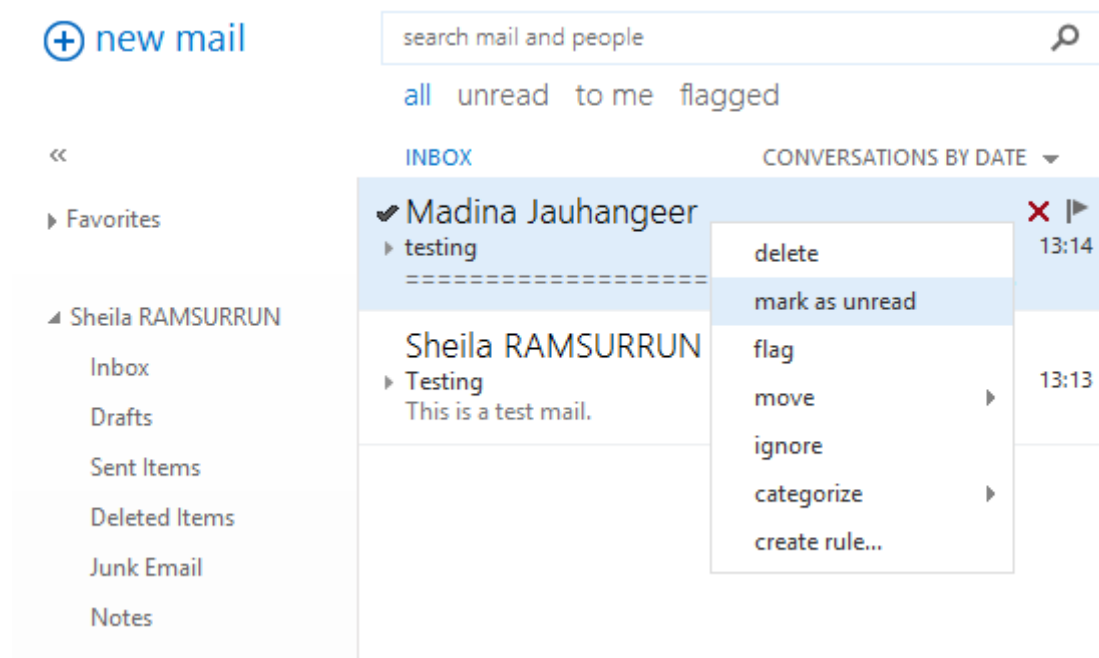 new mail
search mail and people
all unread to me flagged
INBOX CONVERSATIONS BY DATE
Favorites
Sheila RAMSURRUN
Inbox
Drafts
Sent Items
Deleted Items
Junk Email
Notes
Madina Jauhangeer
testing 13:14
===================
Sheila RAMSURRUN
Testing 13:13
This is a test mail.
delete
mark as unread
flag
move
ignore
categorize
create rule...